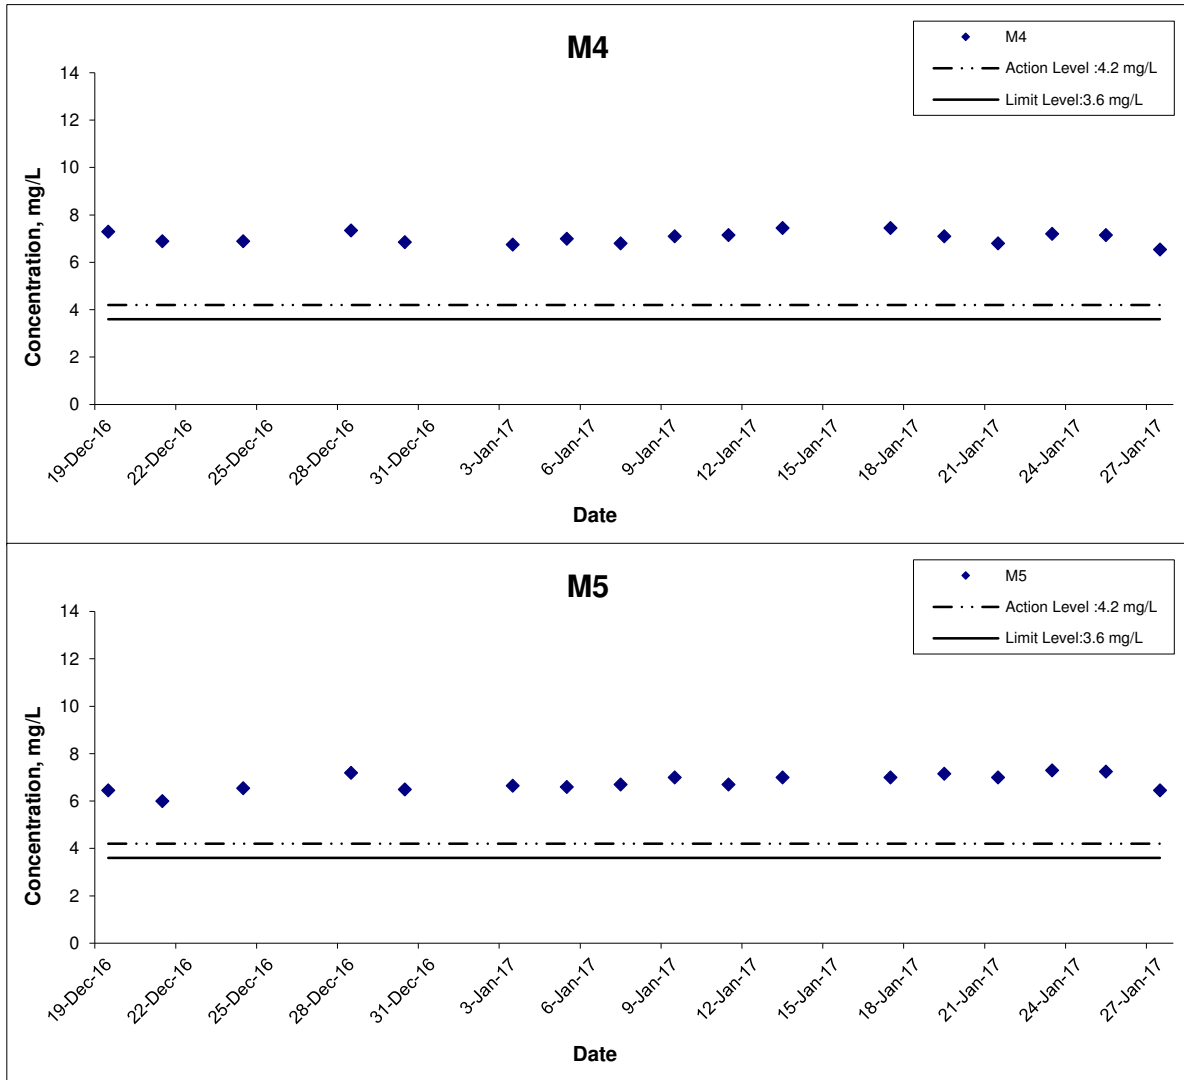 M4
M4
Action Level :4.2 mg/L
Limit Level:3.6 mg/L
Concentration, mg/L
14
12
10
8
6
4
2
0
19-Dec-16
22-Dec-16
25-Dec-16
28-Dec-16
31-Dec-16
3-Jan-17
6-Jan-17
9-Jan-17
12-Jan-17
15-Jan-17
18-Jan-17
21-Jan-17
24-Jan-17
27-Jan-17
Date
M5
M5
Action Level :4.2 mg/L
Limit Level:3.6 mg/L
Concentration, mg/L
14
12
10
8
6
4
2
0
19-Dec-16
22-Dec-16
25-Dec-16
28-Dec-16
31-Dec-16
3-Jan-17
6-Jan-17
9-Jan-17
12-Jan-17
15-Jan-17
18-Jan-17
21-Jan-17
24-Jan-17
27-Jan-17
Date